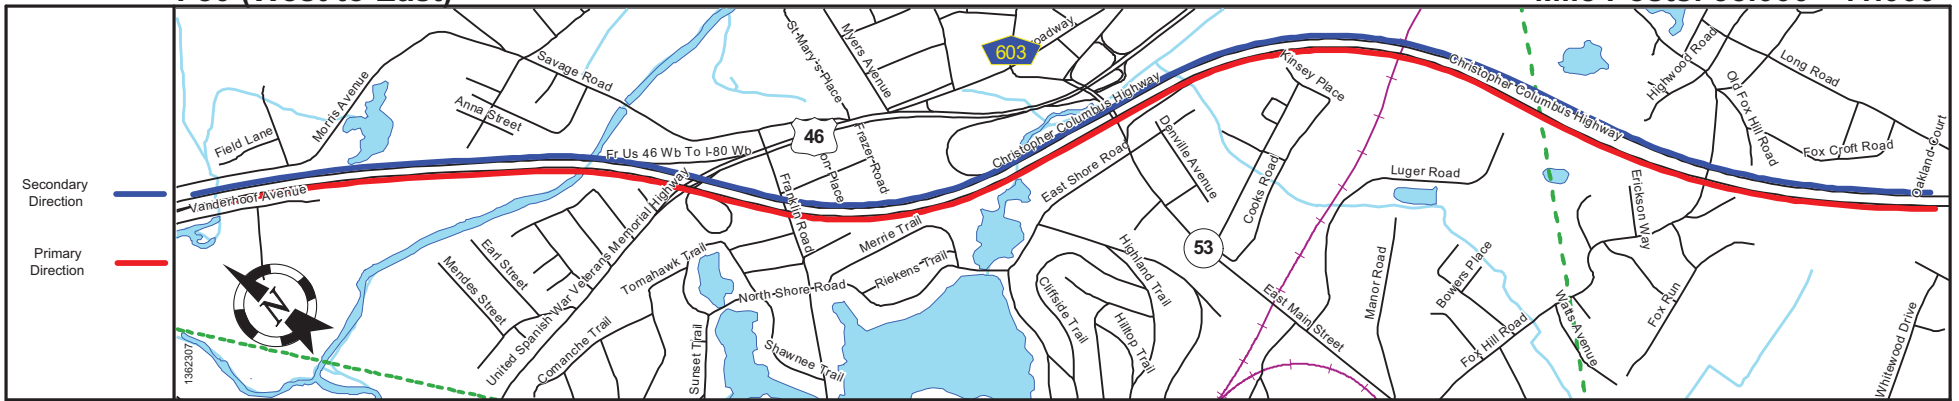 Secondary
Direction
Primary
Direction
Field Lane
Morris Avenue
Vanderhoof Avenue
Savage Road
Anna Street
Fr Us 46 Wb To I-80 Wb
St-Mary's-Place
Myers Avenue
603
46
Frazer-Road
Franklin Road
Christopher Columbus Highway
Kinsey Place
Christopher Columbus Highway
Highwood Road
Long Road
Old Fox Hill Road
Fox Croft Road
Oakland Court
East Shore Road
Denville Avenue
Cooks Road
Luger Road
Erickson Way
53
Merrie Trail
Riekens Trail
North Shore Road
Tomahawk Trail
United Spanish War Veterans Memorial Highway
Earl Street
Mendes Street
Comanche Trail
Sunset Trail
Shawnee Trail
Highland Trail
Cliffside Trail
Hilltop Trail
East Main Street
Manor Road
Bowers Place
Fox Hill Road
Watts Avenue
Fox Run
Whitewood Drive
N
1362307